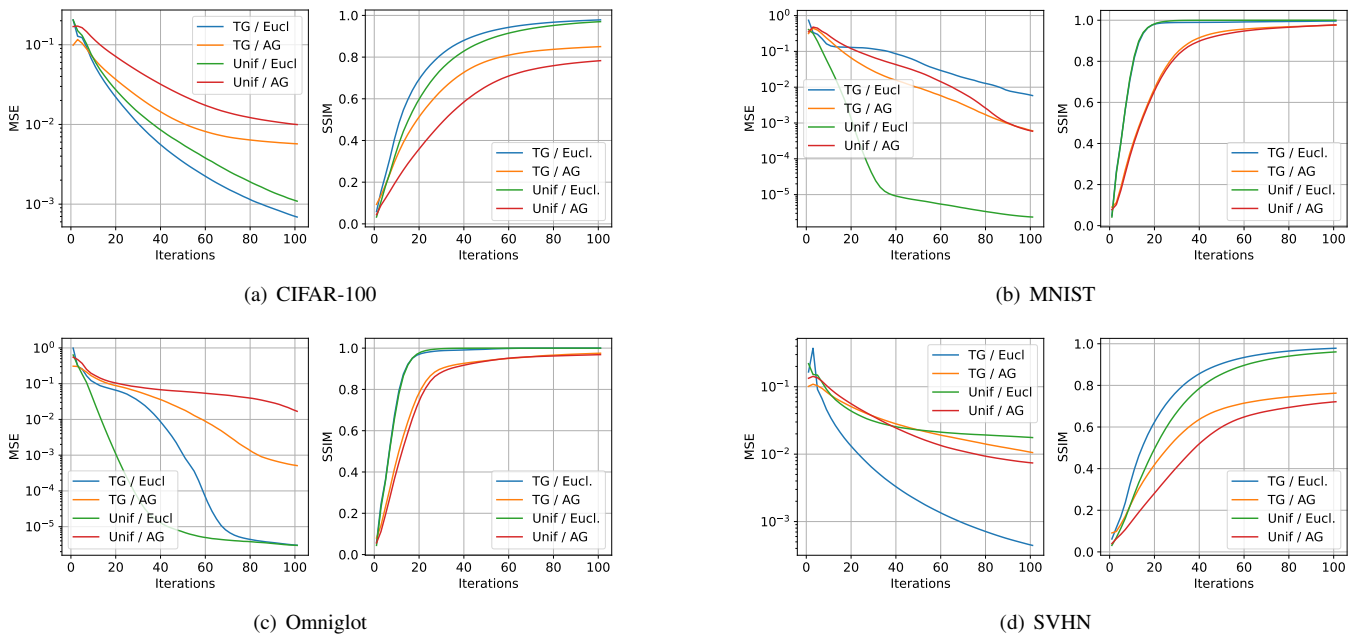 TG / Eucl
TG / AG
Unif / Eucl
Unif / AG
10⁻¹
10⁻²
10⁻³
MSE
0 20 40 60 80 100
Iterations
1.0
0.8
0.6
0.4
0.2
0.0
SSIM
TG / Eucl.
TG / AG
Unif / Eucl.
Unif / AG
0 20 40 60 80 100
Iterations
(a) CIFAR-100
10⁰
10⁻¹
10⁻²
10⁻³
10⁻⁴
10⁻⁵
MSE
TG / Eucl
TG / AG
Unif / Eucl
Unif / AG
0 20 40 60 80 100
Iterations
1.0
0.8
0.6
0.4
0.2
0.0
SSIM
TG / Eucl.
TG / AG
Unif / Eucl.
Unif / AG
0 20 40 60 80 100
Iterations
(b) MNIST
10⁰
10⁻¹
10⁻²
10⁻³
10⁻⁴
10⁻⁵
MSE
TG / Eucl
TG / AG
Unif / Eucl
Unif / AG
0 20 40 60 80 100
Iterations
1.0
0.8
0.6
0.4
0.2
0.0
SSIM
TG / Eucl.
TG / AG
Unif / Eucl.
Unif / AG
0 20 40 60 80 100
Iterations
(c) Omniglot
TG / Eucl
TG / AG
Unif / Eucl
Unif / AG
10⁻¹
10⁻²
10⁻³
MSE
0 20 40 60 80 100
Iterations
1.0
0.8
0.6
0.4
0.2
0.0
SSIM
TG / Eucl.
TG / AG
Unif / Eucl.
Unif / AG
0 20 40 60 80 100
Iterations
(d) SVHN